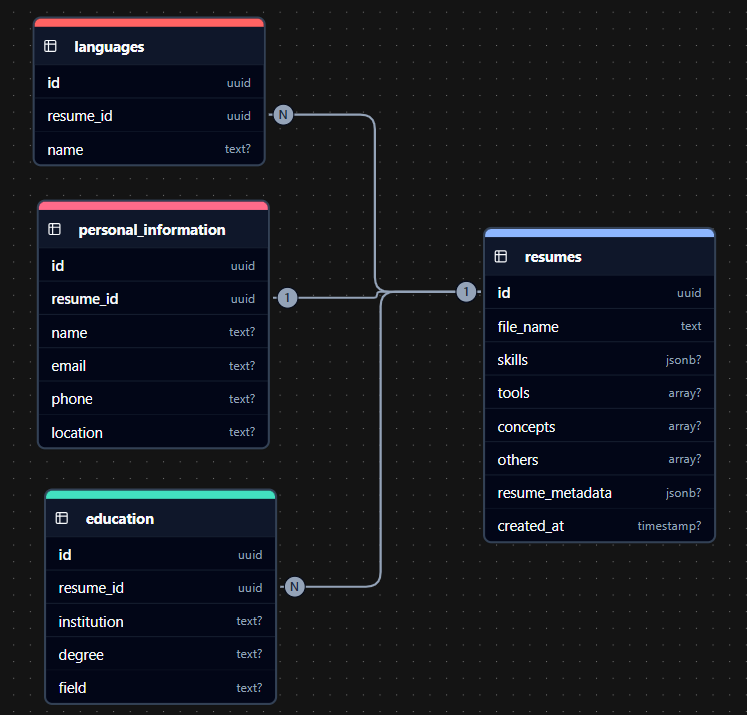 languages
id uuid
resume_id uuid
name text?
N
personal_information
id uuid
resume_id uuid
name text?
email text?
phone text?
location text?
1
education
id uuid
resume_id uuid
institution text?
degree text?
field text?
N
1
resumes
id uuid
file_name text
skills jsonb?
tools array?
concepts array?
others array?
resume_metadata jsonb?
created_at timestamp?